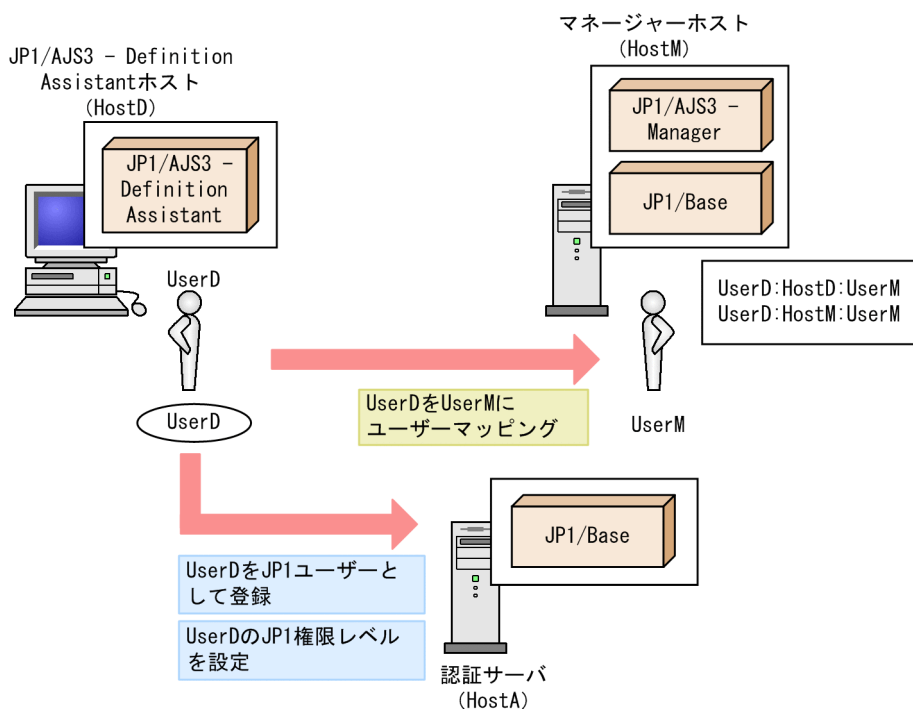 JP1/AJS3 - Definition
Assistantホスト
(HostD)
JP1/AJS3 -
Definition
Assistant
マネージャーホスト
(HostM)
JP1/AJS3 -
Manager
JP1/Base
UserD:HostD:UserM
UserD:HostM:UserM
UserD
UserD
UserDをUserMに
ユーザーマッピング
UserM
UserDをJP1ユーザーと
して登録
UserDのJP1権限レベル
を設定
JP1/Base
認証サーバ
(HostA)